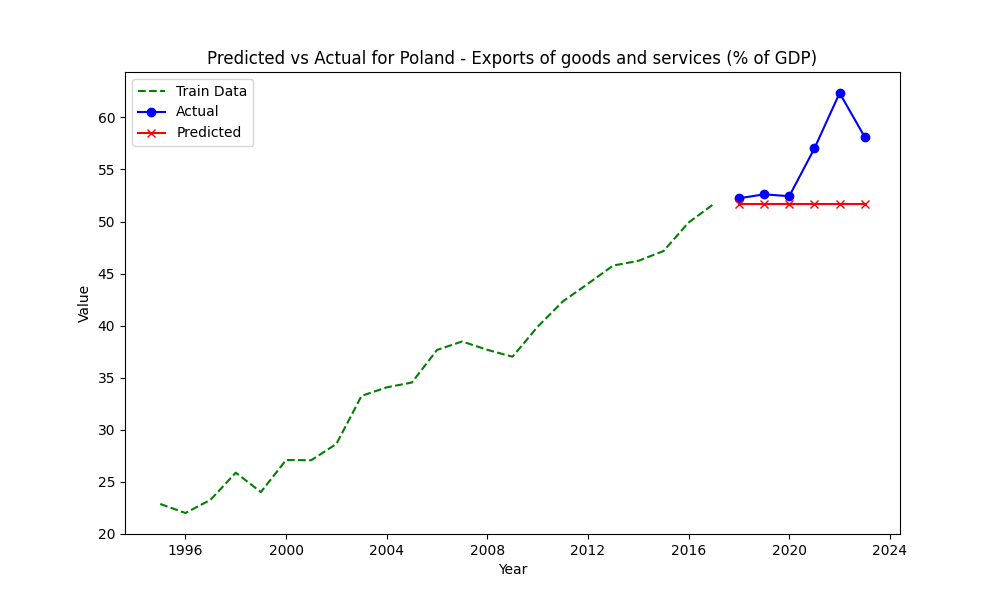 Predicted vs Actual for Poland - Exports of goods and services (% of GDP)
Train Data
Actual
Predicted
60
55
50
45
40
35
30
25
20
Value
1996 2000 2004 2008 2012 2016 2020 2024
Year